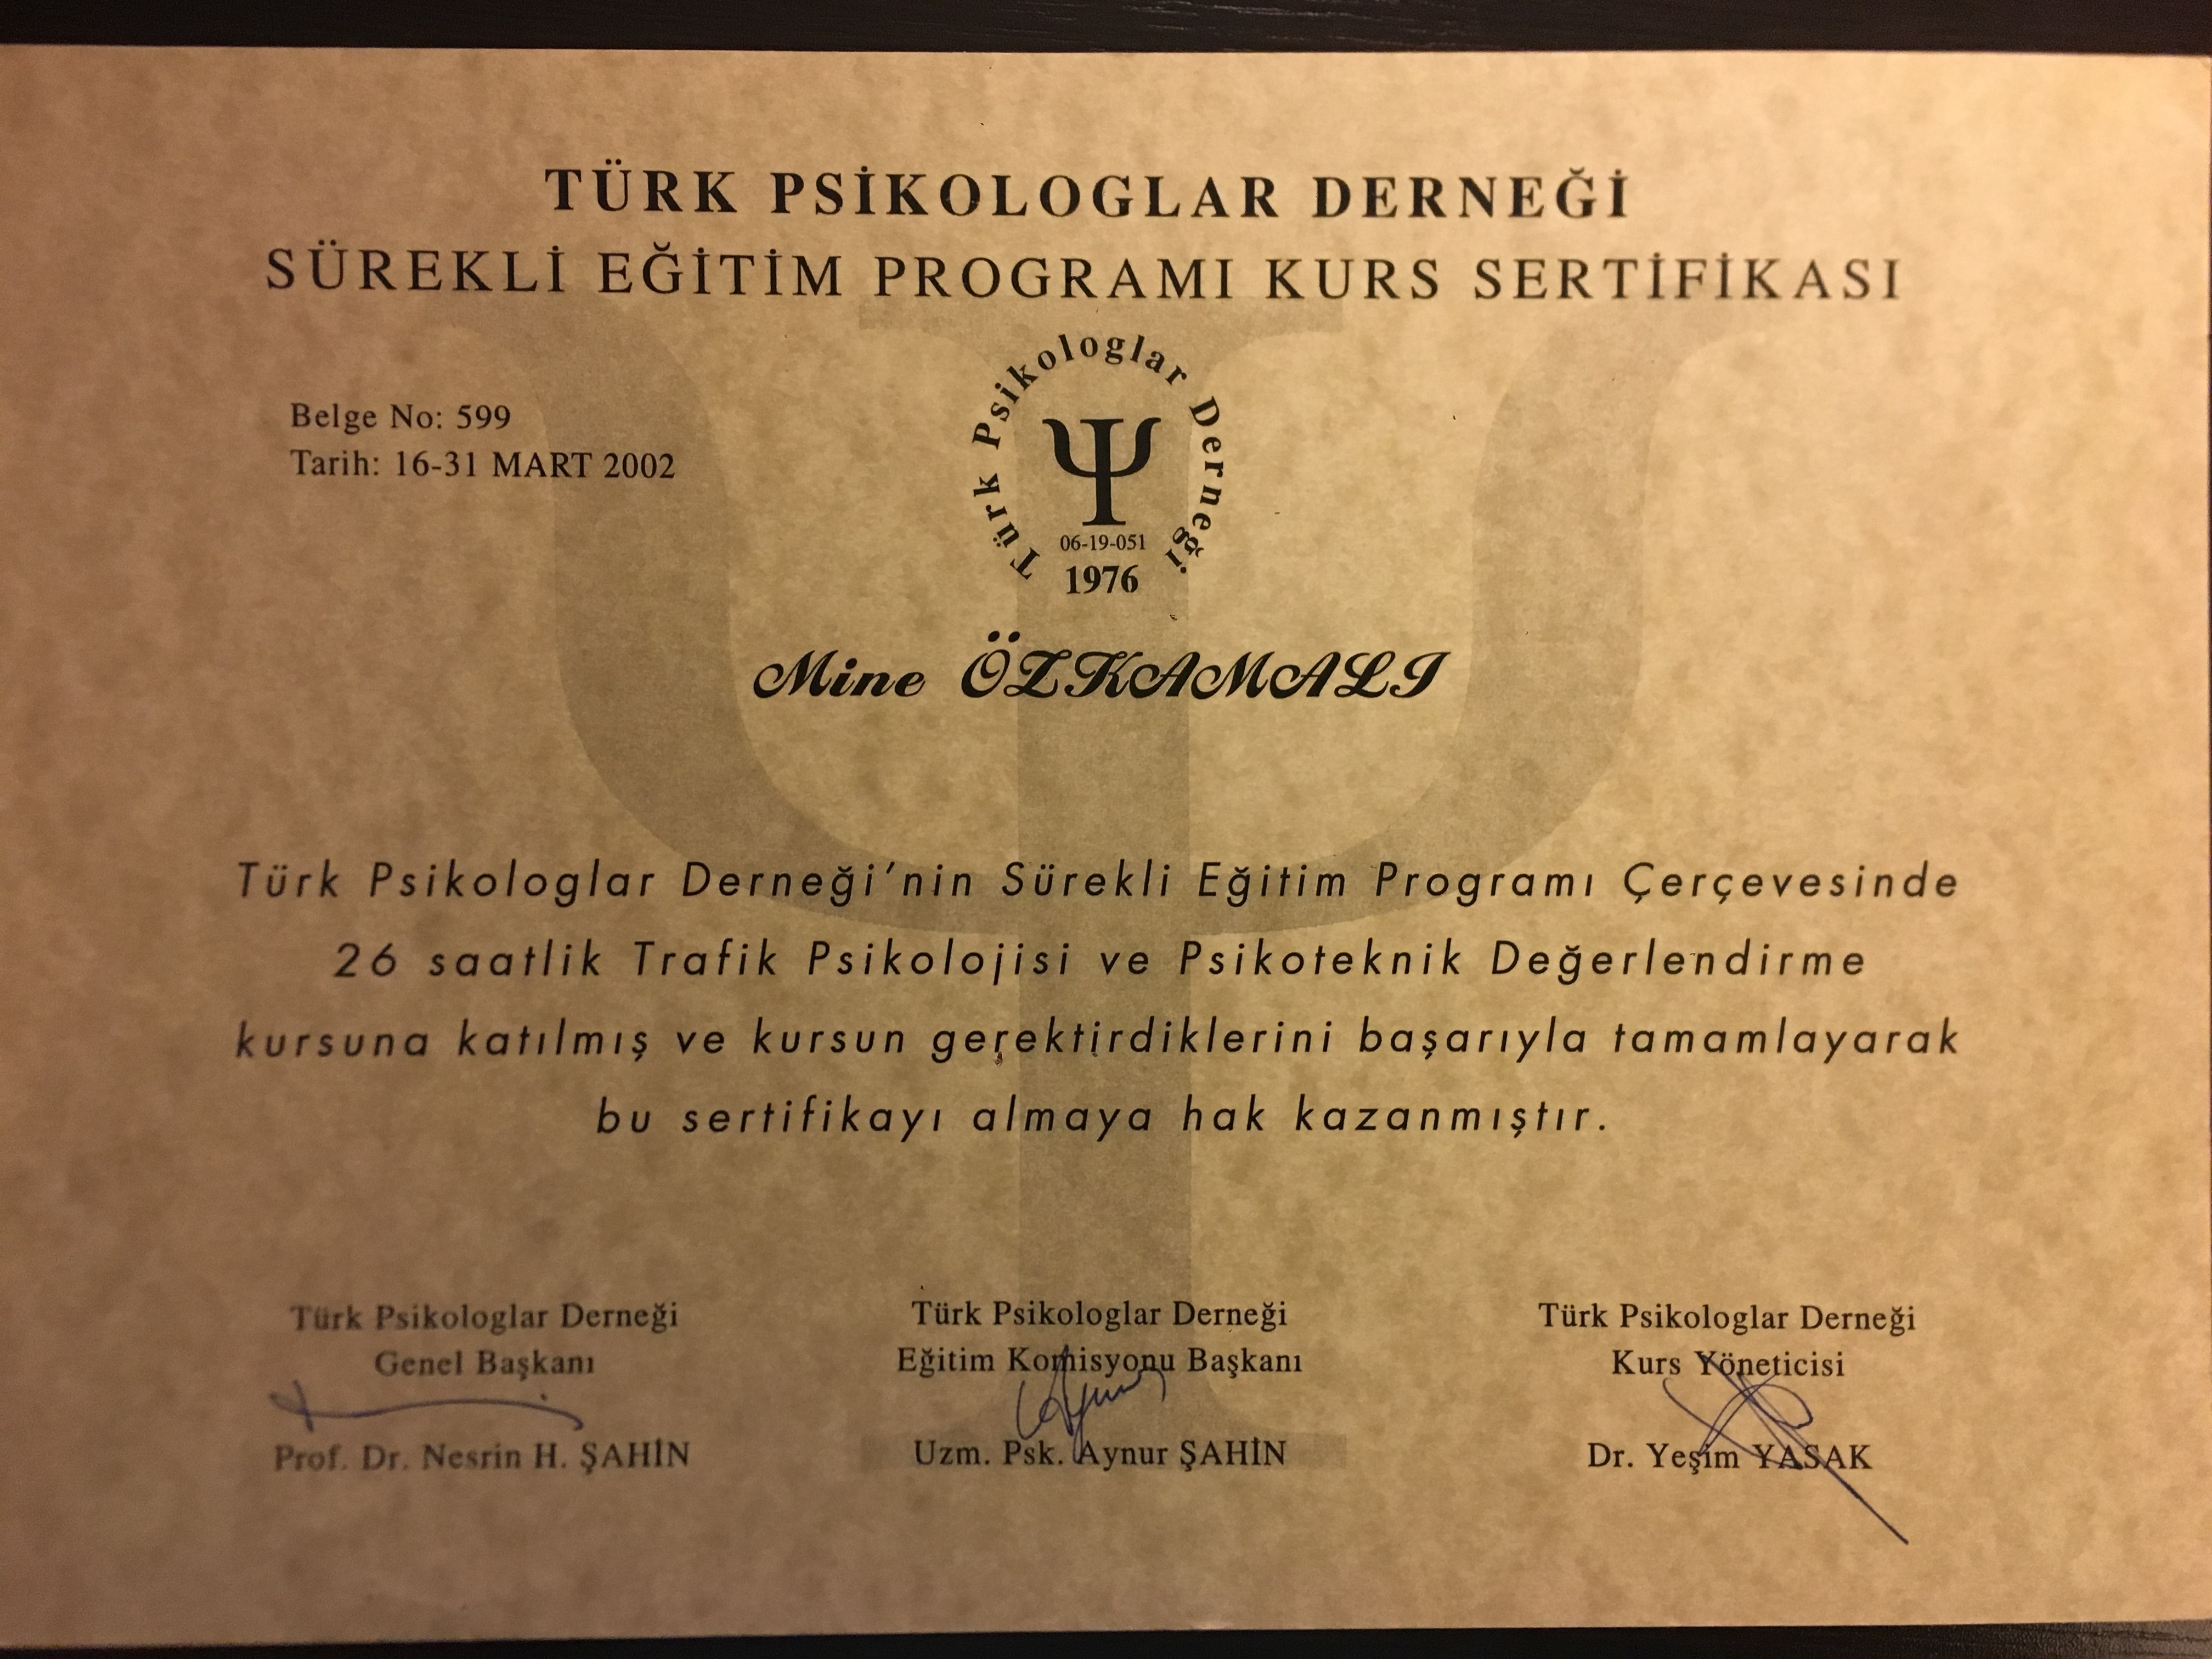 TÜRK PSİKOLOGLAR DERNEĞİ
SÜREKLİ EĞİTİM PROGRAMI KURS SERTİFİKASI
Belge No: 599
Tarih: 16-31 MART 2002
Türk Psikologlar Derneği
Ψ
06-19-051
1976
Mine ÖZKAMALI
Türk Psikologlar Derneği'nin Sürekli Eğitim Programı Çerçevesinde
26 saatlik Trafik Psikolojisi ve Psikoteknik Değerlendirme
kursuna katılmış ve kursun gerektirdiklerini başarıyla tamamlayarak
bu sertifikayı almaya hak kazanmıştır.
Türk Psikologlar Derneği
Genel Başkanı
Prof. Dr. Nesrin H. ŞAHİN
Türk Psikologlar Derneği
Eğitim Komisyonu Başkanı
Uzm. Psk. Aynur ŞAHİN
Türk Psikologlar Derneği
Kurs Yöneticisi
Dr. Yeşim YASAK